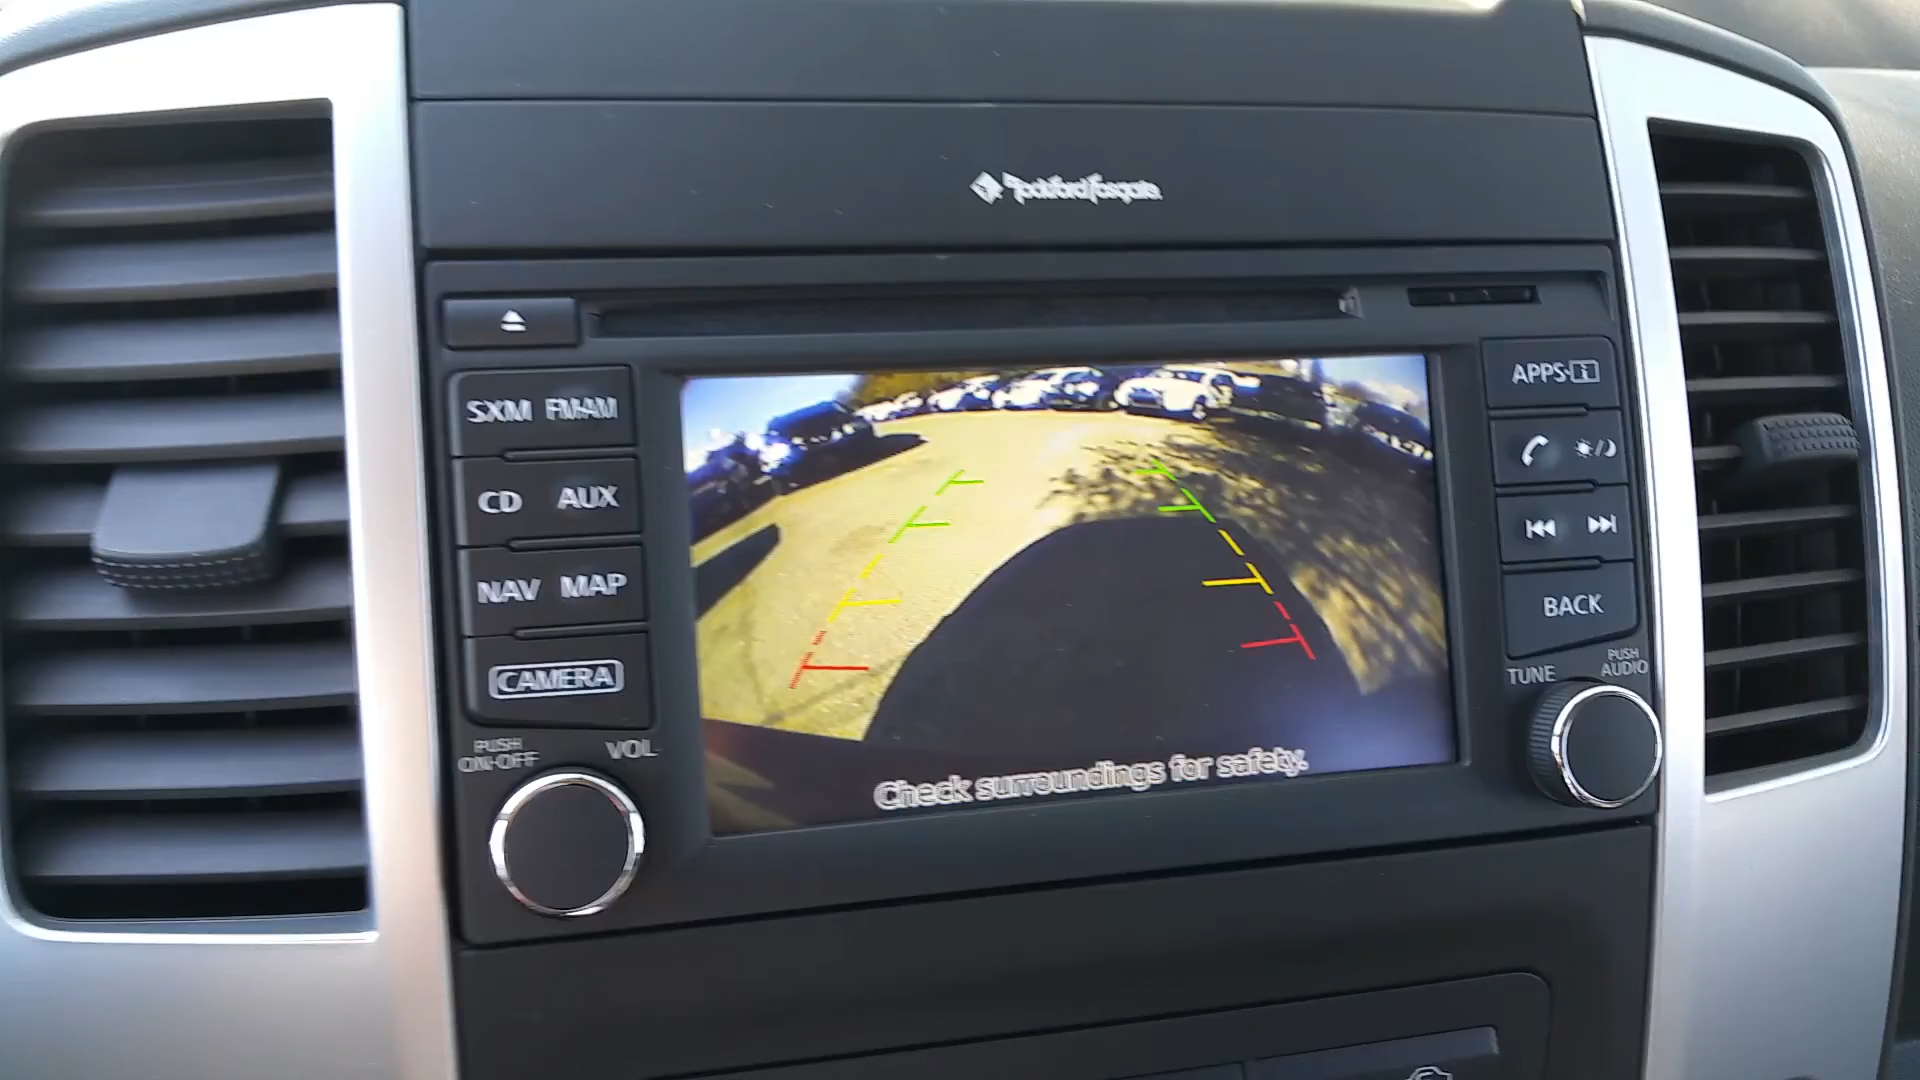 Rockford Fosgate
SXM FM·AM
APPS·i
CD AUX
NAV MAP
BACK
CAMERA
TUNE
PUSH AUDIO
PUSH ON·OFF
VOL
Check surroundings for safety.